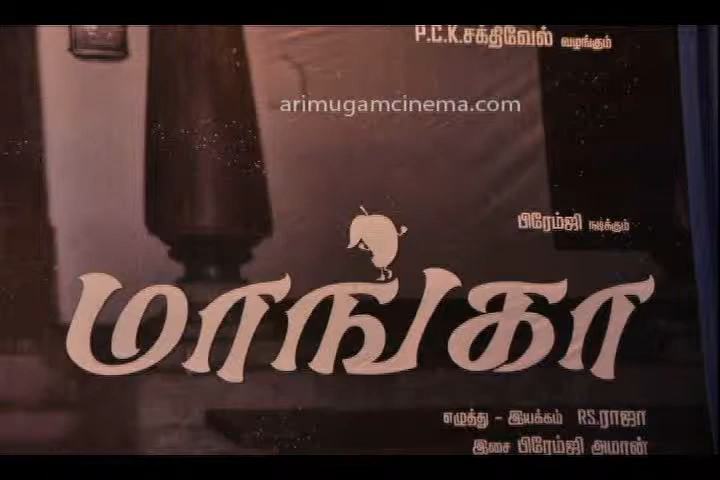 P.C.K.சக்திவேல் வழங்கும்
arimugamcinema.com
பிரேம்ஜி நடிக்கும்
மாங்கா
எழுத்து - இயக்கம் RS.ராஜா
இசை பிரேம்ஜி அமரன்